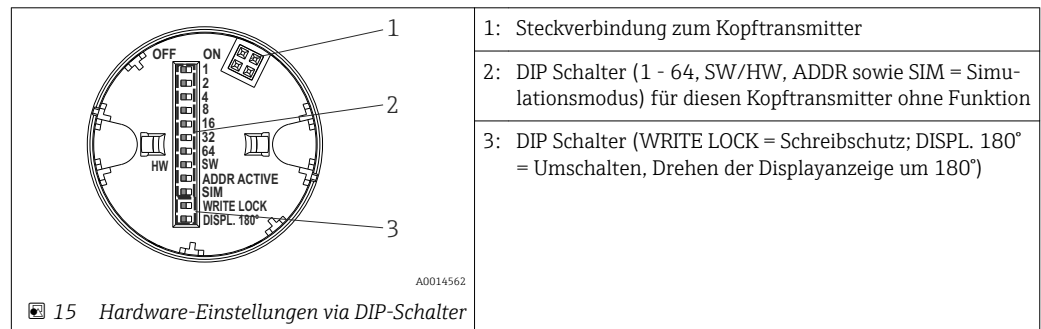 OFF ON
1
2
4
8
16
32
64
SW
HW
ADDR ACTIVE
SIM
WRITE LOCK
DISPL. 180°
1
2
3
A0014562
15 Hardware-Einstellungen via DIP-Schalter
1: Steckverbindung zum Kopftransmitter
2: DIP Schalter (1 - 64, SW/HW, ADDR sowie SIM = Simu-
lationsmodus) für diesen Kopftransmitter ohne Funktion
3: DIP Schalter (WRITE LOCK = Schreibschutz; DISPL. 180°
= Umschalten, Drehen der Displayanzeige um 180°)